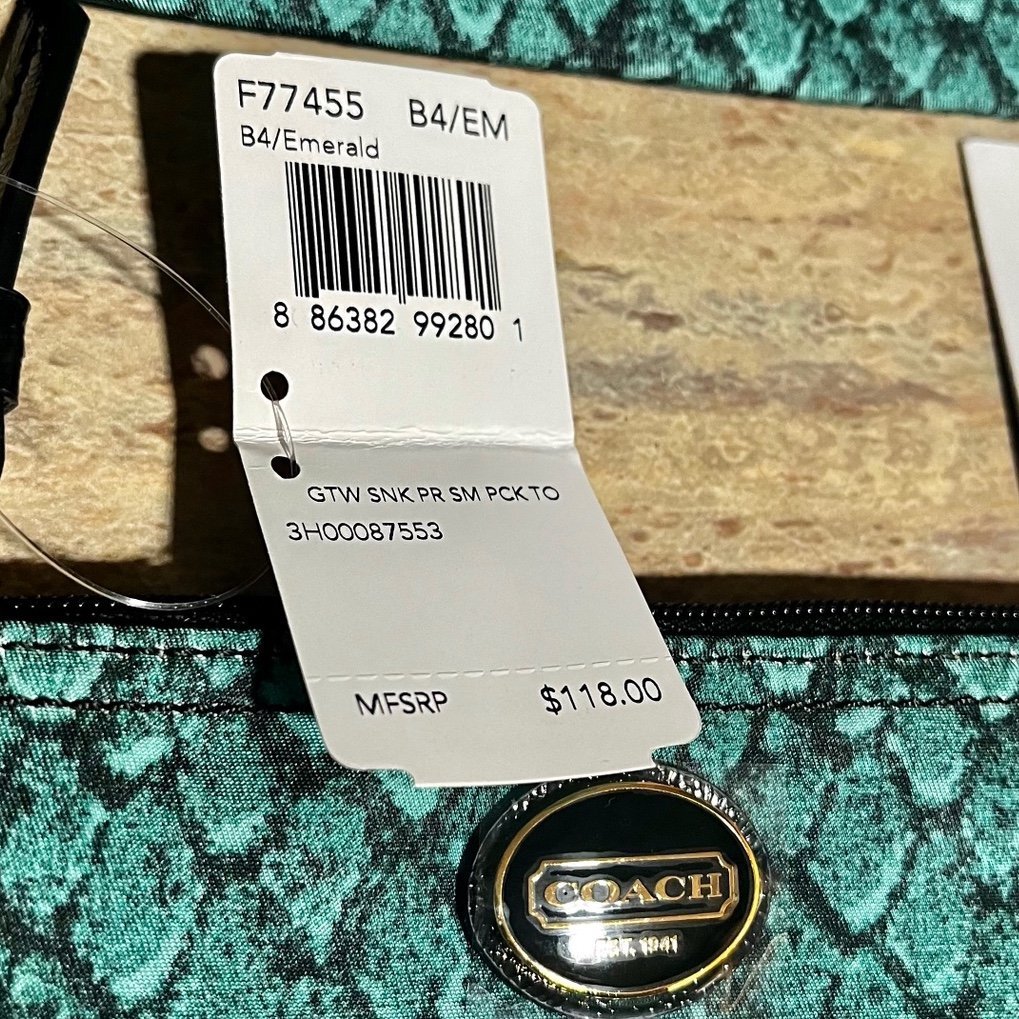 F77455 B4/EM
B4/Emerald
8 86382 99280 1
GTW SNK PR SM PCK TO
3H00087553
MFSRP $118.00
COACH
EST. 1941